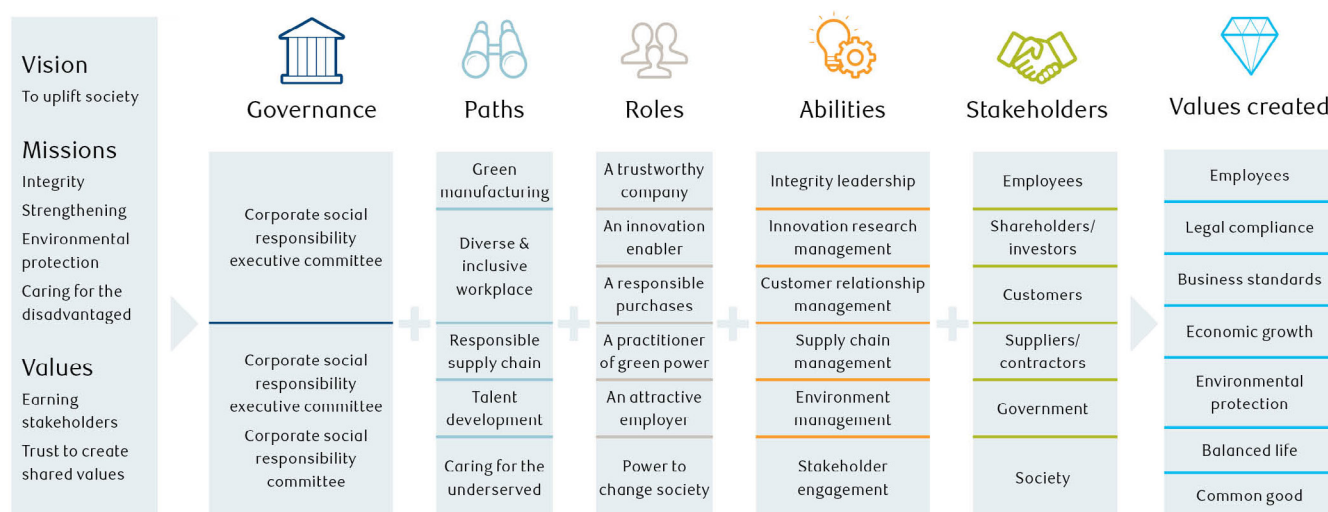 Vision
To uplift society
Missions
Integrity
Strengthening
Environmental
protection
Caring for the
disadvantaged
Values
Earning
stakeholders
Trust to create
shared values
Governance
Corporate social
responsibility
executive committee
Corporate social
responsibility
executive committee
Corporate social
responsibility
committee
Paths
Green
manufacturing
Diverse &
inclusive
workplace
Responsible
supply chain
Talent
development
Caring for the
underserved
Roles
A trustworthy
company
An innovation
enabler
A responsible
purchases
A practitioner
of green power
An attractive
employer
Power to
change society
Abilities
Integrity leadership
Innovation research
management
Customer relationship
management
Supply chain
management
Environment
management
Stakeholder
engagement
Stakeholders
Employees
Shareholders/
investors
Customers
Suppliers/
contractors
Government
Society
Values created
Employees
Legal compliance
Business standards
Economic growth
Environmental
protection
Balanced life
Common good